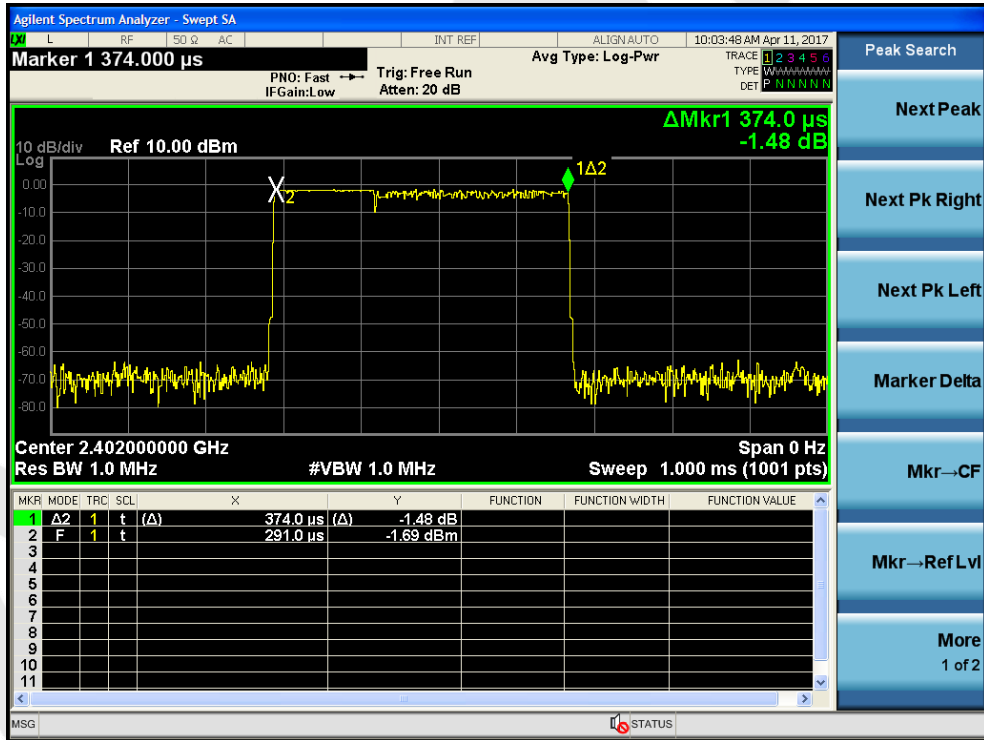 Agilent Spectrum Analyzer - Swept SA
LXI L RF 50 Ω AC INT REF ALIGN AUTO 10:03:48 AM Apr 11, 2017
Marker 1 374.000 µs
PNO: Fast
IFGain:Low
Trig: Free Run
Atten: 20 dB
Avg Type: Log-Pwr
TRACE 1 2 3 4 5 6
TYPE WWWWWW
DET P N N N N N
ΔMkr1 374.0 µs
-1.48 dB
10 dB/div Ref 10.00 dBm
Log
1Δ2
0.00
2
-10.0
-20.0
-30.0
-40.0
-50.0
-60.0
-70.0
-80.0
Center 2.402000000 GHz Span 0 Hz
Res BW 1.0 MHz #VBW 1.0 MHz Sweep 1.000 ms (1001 pts)
MKR MODE TRC SCL X Y FUNCTION FUNCTION WIDTH FUNCTION VALUE
1 Δ2 1 t (Δ) 374.0 µs (Δ) -1.48 dB
2 F 1 t 291.0 µs -1.69 dBm
3
4
5
6
7
8
9
10
11
MSG STATUS
Peak Search
Next Peak
Next Pk Right
Next Pk Left
Marker Delta
Mkr→CF
Mkr→Ref Lvl
More
1 of 2